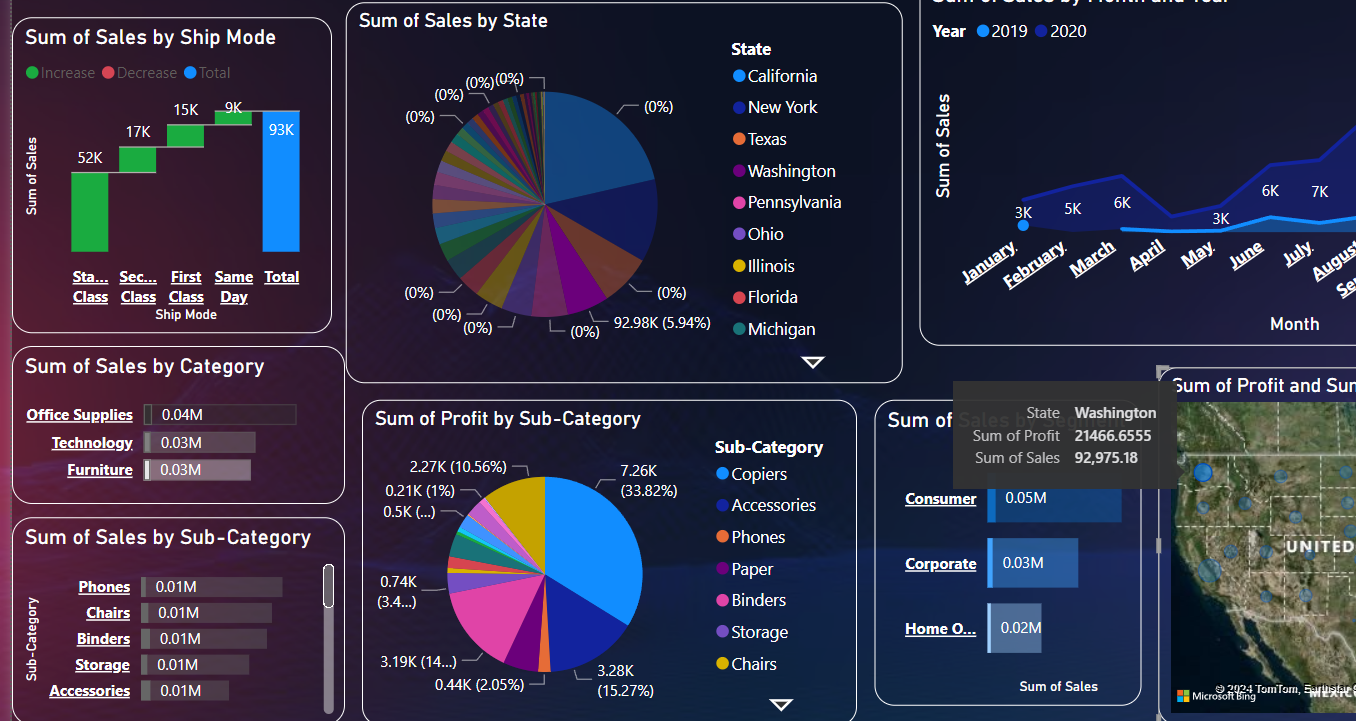 Sum of Sales by Ship Mode
Increase Decrease Total
Sum of Sales
52K
17K
15K
9K
93K
Sta... Class
Sec... Class
First Class
Same Day
Total
Ship Mode
Sum of Sales by State
(0%)
(0%)
(0%)
(0%)
(0%)
(0%)
(0%)
92.98K (5.94%)
(0%)
(0%)
(0%)
(0%)
State
California
New York
Texas
Washington
Pennsylvania
Ohio
Illinois
Florida
Michigan
Sum of Sales by Month and Year
Year 2019 2020
Sum of Sales
3K
5K
6K
3K
6K
7K
January
February
March
April
May
June
July
August
Month
Sum of Sales by Category
Office Supplies 0.04M
Technology 0.03M
Furniture 0.03M
Sum of Sales by Sub-Category
Sub-Category
Phones 0.01M
Chairs 0.01M
Binders 0.01M
Storage 0.01M
Accessories 0.01M
Sum of Profit by Sub-Category
2.27K (10.56%)
0.21K (1%)
0.5K (...)
0.74K
(3.4...)
3.19K (14...)
0.44K (2.05%)
3.28K
(15.27%)
7.26K
(33.82%)
Sub-Category
Copiers
Accessories
Phones
Paper
Binders
Storage
Chairs
Sum of Sales by Segment
State Washington
Sum of Profit 21466.6555
Sum of Sales 92,975.18
Consumer 0.05M
Corporate 0.03M
Home O... 0.02M
Sum of Sales
Sum of Profit and Sum
UNITED
Microsoft Bing
© 2024 TomTom, Earthstar
MEXICO